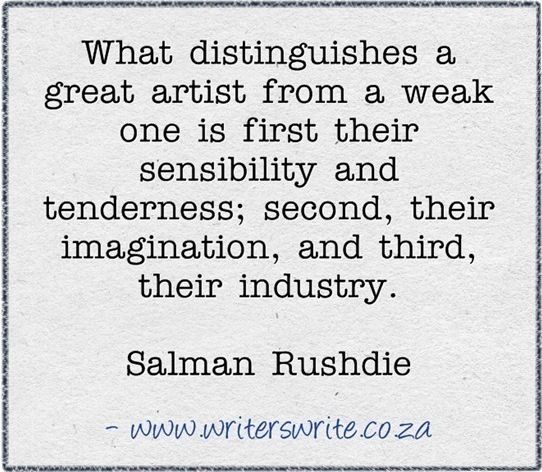 What distinguishes a
great artist from a weak
one is first their
sensibility and
tenderness; second, their
imagination, and third,
their industry.
Salman Rushdie
- www.writerswrite.co.za